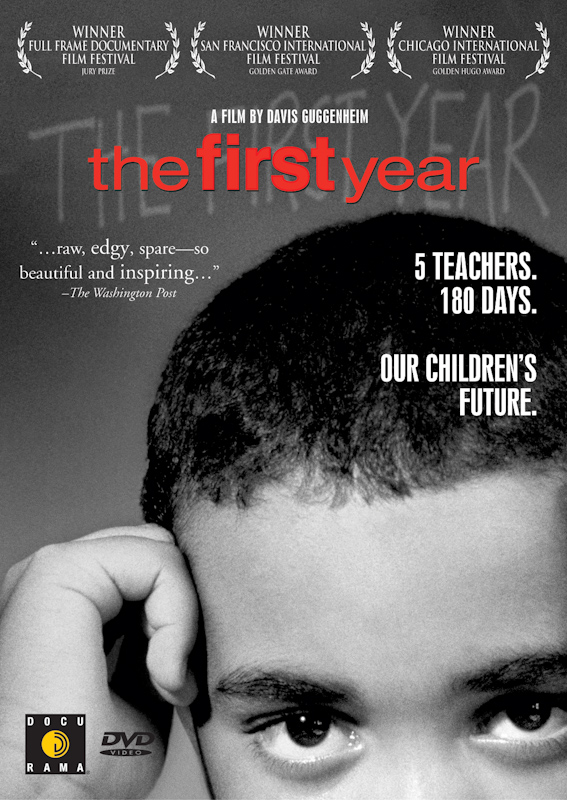 WINNER
FULL FRAME DOCUMENTARY
FILM FESTIVAL
JURY PRIZE
WINNER
SAN FRANCISCO INTERNATIONAL
FILM FESTIVAL
GOLDEN GATE AWARD
WINNER
CHICAGO INTERNATIONAL
FILM FESTIVAL
GOLDEN HUGO AWARD
THE FIRST YEAR
A FILM BY DAVIS GUGGENHEIM
the first year
“…raw, edgy, spare—so
beautiful and inspiring…”
–The Washington Post
5 TEACHERS.
180 DAYS.
OUR CHILDREN’S
FUTURE.
DOCU
RAMA
DVD
VIDEO